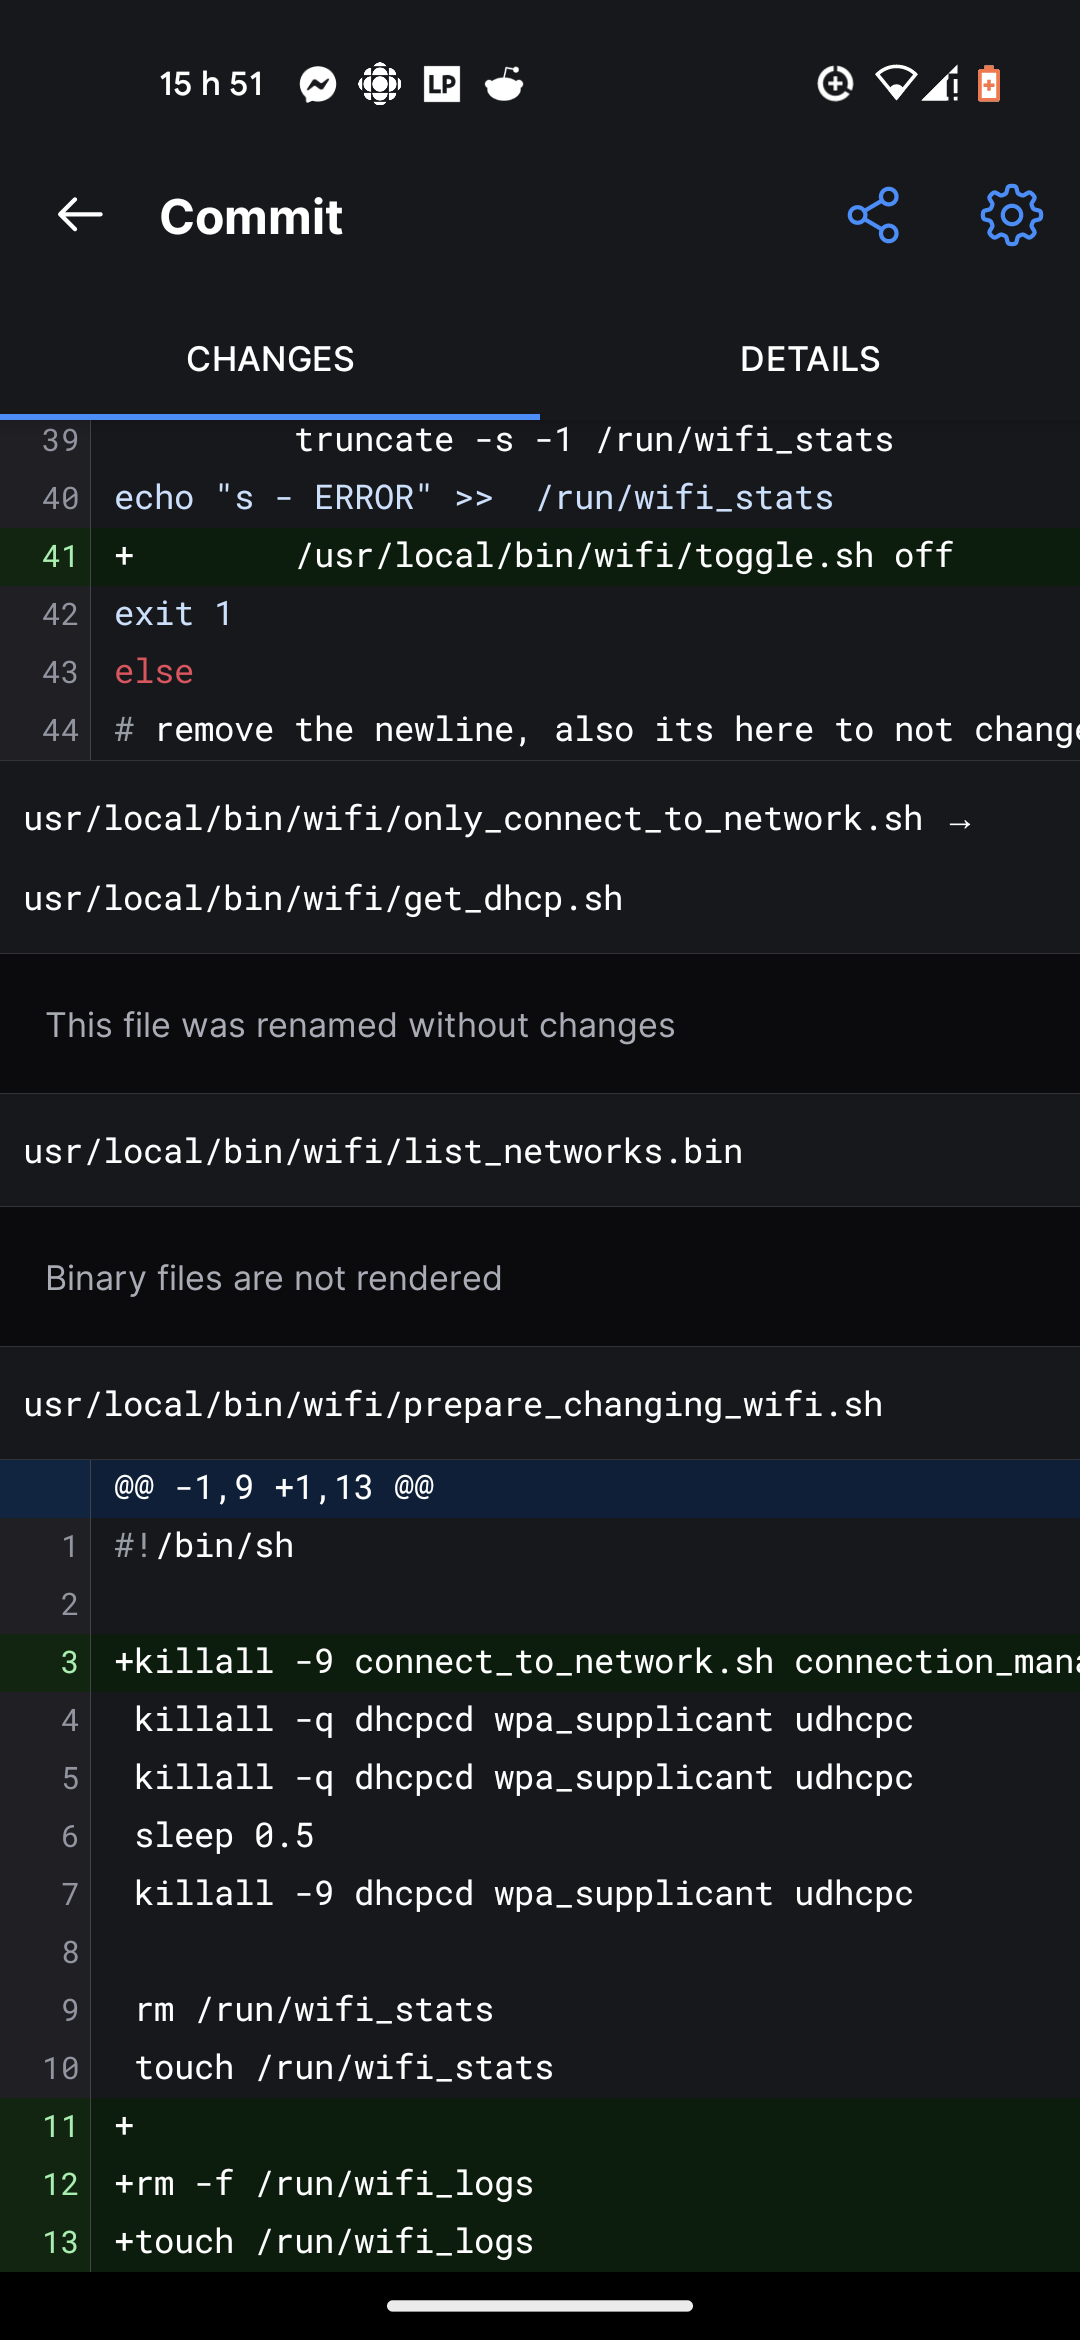 15 h 51 LP
Commit
CHANGES DETAILS
39 truncate -s -1 /run/wifi_stats
40 echo "s - ERROR" >>  /run/wifi_stats
41 + /usr/local/bin/wifi/toggle.sh off
42 exit 1
43 else
44 # remove the newline, also its here to not change
usr/local/bin/wifi/only_connect_to_network.sh →
usr/local/bin/wifi/get_dhcp.sh
This file was renamed without changes
usr/local/bin/wifi/list_networks.bin
Binary files are not rendered
usr/local/bin/wifi/prepare_changing_wifi.sh
@@ -1,9 +1,13 @@
1 #!/bin/sh
2
3 +killall -9 connect_to_network.sh connection_mana
4 killall -q dhcpcd wpa_supplicant udhcpc
5 killall -q dhcpcd wpa_supplicant udhcpc
6 sleep 0.5
7 killall -9 dhcpcd wpa_supplicant udhcpc
8
9 rm /run/wifi_stats
10 touch /run/wifi_stats
11 +
12 +rm -f /run/wifi_logs
13 +touch /run/wifi_logs